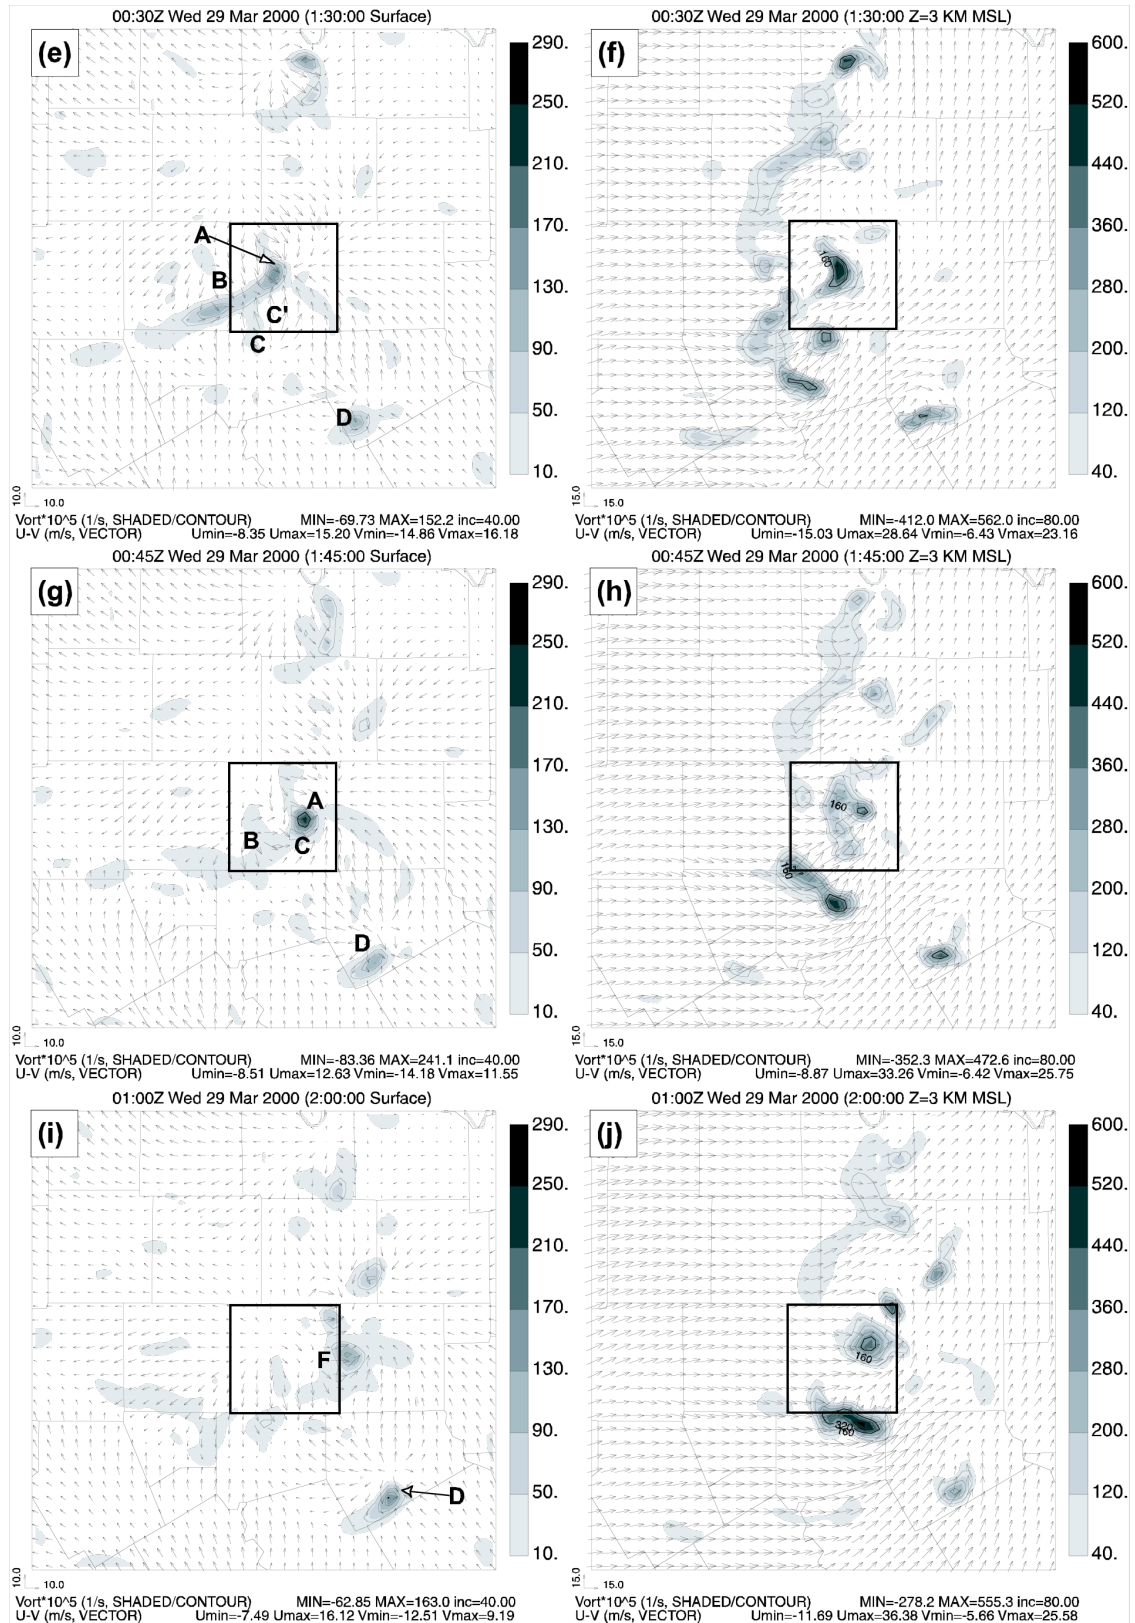 00:30Z Wed 29 Mar 2000 (1:30:00 Surface)
(e)
A
B
C'
C
D
290.
250.
210.
170.
130.
90.
50.
10.
10.0
10.0
Vort*10^5 (1/s, SHADED/CONTOUR) MIN=-69.73 MAX=152.2 inc=40.00
U-V (m/s, VECTOR) Umin=-8.35 Umax=15.20 Vmin=-14.86 Vmax=16.18
00:30Z Wed 29 Mar 2000 (1:30:00 Z=3 KM MSL)
(f)
160
600.
520.
440.
360.
280.
200.
120.
40.
15.0
15.0
Vort*10^5 (1/s, SHADED/CONTOUR) MIN=-412.0 MAX=562.0 inc=80.00
U-V (m/s, VECTOR) Umin=-15.03 Umax=28.64 Vmin=-6.43 Vmax=23.16
00:45Z Wed 29 Mar 2000 (1:45:00 Surface)
(g)
A
B
C
D
290.
250.
210.
170.
130.
90.
50.
10.
10.0
10.0
Vort*10^5 (1/s, SHADED/CONTOUR) MIN=-83.36 MAX=241.1 inc=40.00
U-V (m/s, VECTOR) Umin=-8.51 Umax=12.63 Vmin=-14.18 Vmax=11.55
00:45Z Wed 29 Mar 2000 (1:45:00 Z=3 KM MSL)
(h)
160
160
600.
520.
440.
360.
280.
200.
120.
40.
15.0
15.0
Vort*10^5 (1/s, SHADED/CONTOUR) MIN=-352.3 MAX=472.6 inc=80.00
U-V (m/s, VECTOR) Umin=-8.87 Umax=33.26 Vmin=-6.42 Vmax=25.75
01:00Z Wed 29 Mar 2000 (2:00:00 Surface)
(i)
F
D
290.
250.
210.
170.
130.
90.
50.
10.
10.0
10.0
Vort*10^5 (1/s, SHADED/CONTOUR) MIN=-62.85 MAX=163.0 inc=40.00
U-V (m/s, VECTOR) Umin=-7.49 Umax=16.12 Vmin=-12.51 Vmax=9.19
01:00Z Wed 29 Mar 2000 (2:00:00 Z=3 KM MSL)
(j)
160
320
160
600.
520.
440.
360.
280.
200.
120.
40.
15.0
15.0
Vort*10^5 (1/s, SHADED/CONTOUR) MIN=-278.2 MAX=555.3 inc=80.00
U-V (m/s, VECTOR) Umin=-11.69 Umax=36.38 Vmin=-5.66 Vmax=25.58